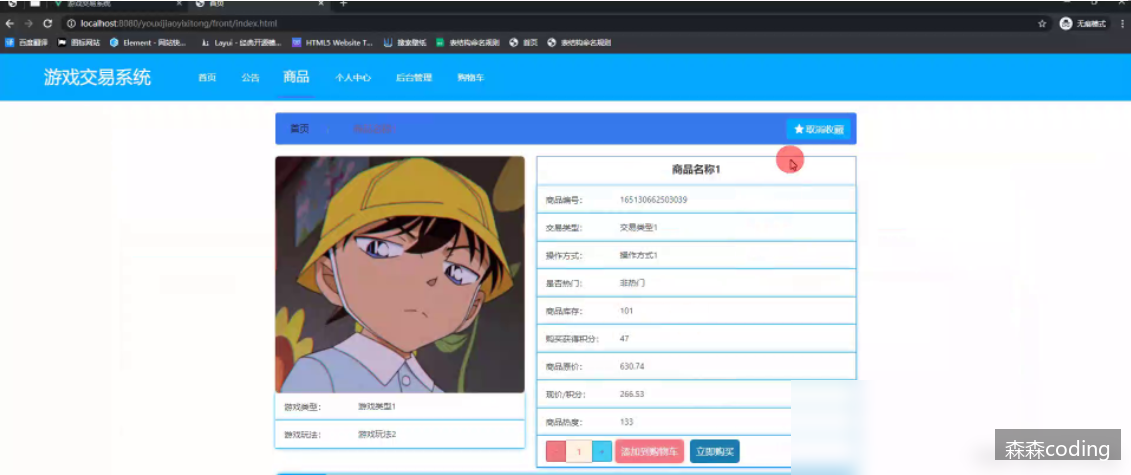 游戏交易系统
首页
localhost:8080/youxijiaoyixitong/front/index.html
无痕模式
百度翻译 图标网站 Element - 网站快... Layui - 经典开源模... HTML5 Website T... 搜索壁纸 表结构命名规则 首页 表结构命名规则
游戏交易系统 首页 公告 商品 个人中心 后台管理 购物车
首页
取消收藏
商品名称1
商品编号: 165130662503039
交易类型: 交易类型1
操作方式: 操作方式1
是否热门: 非热门
商品库存: 101
购买获得积分: 47
商品原价: 630.74
现价/积分: 266.53
商品热度: 133
- 1 + 添加到购物车 立即购买
游戏类型: 游戏类型1
游戏玩法: 游戏玩法2
森森coding